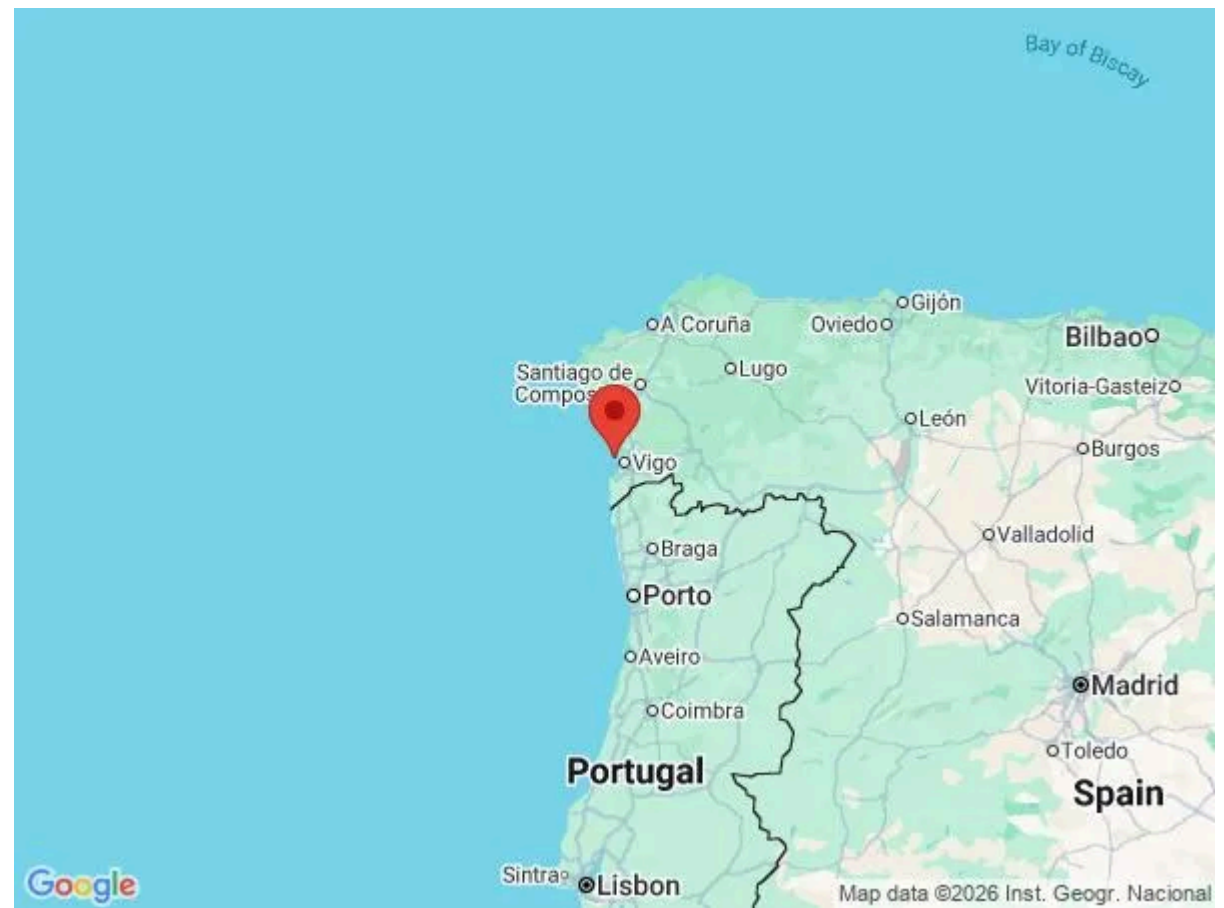 Bay of Biscay
Gijón
A Coruña
Oviedo
Bilbao
Lugo
Santiago de
Compos
Vitoria-Gasteiz
León
Burgos
Vigo
Valladolid
Braga
Porto
Salamanca
Aveiro
Madrid
Coimbra
Toledo
Portugal
Spain
Sintra
Lisbon
Google
Map data ©2026 Inst. Geogr. Nacional